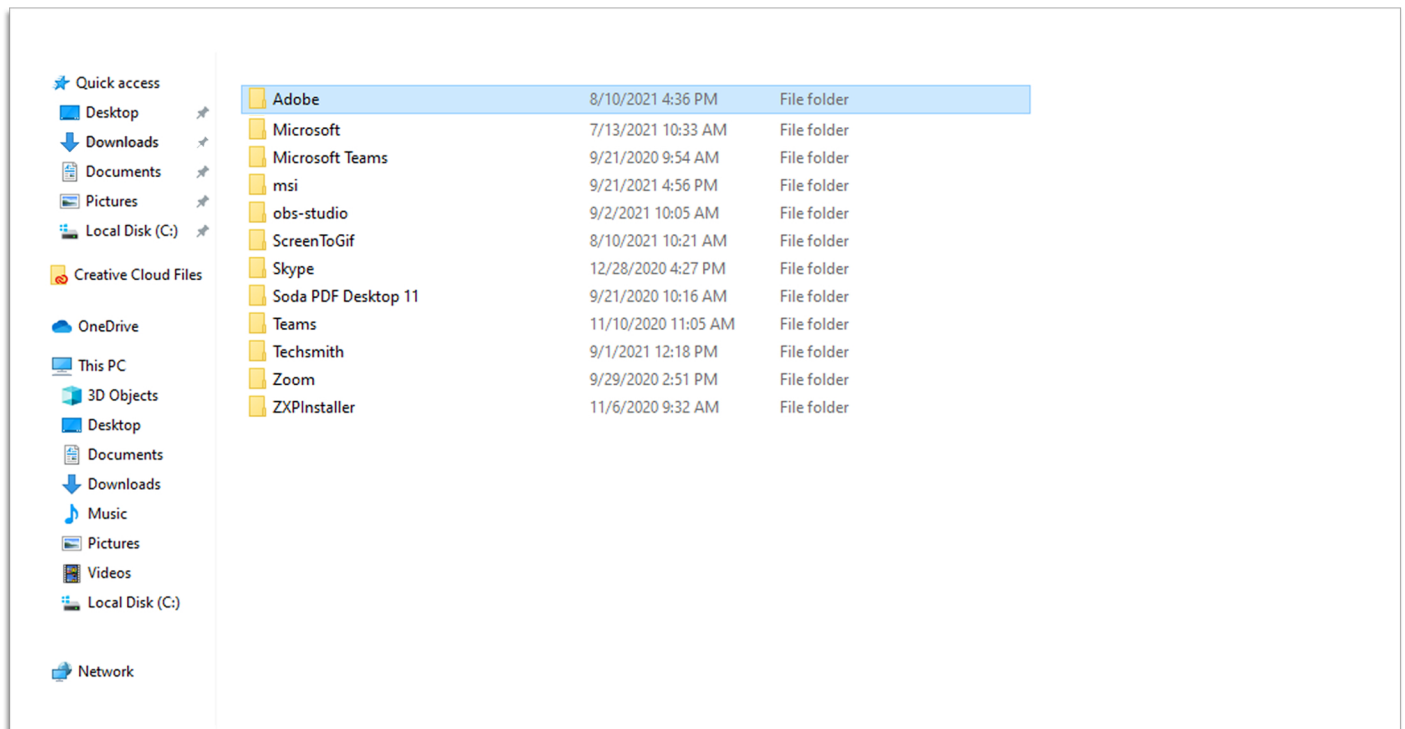 Quick access
Desktop
Downloads
Documents
Pictures
Local Disk (C:)
Creative Cloud Files
OneDrive
This PC
3D Objects
Desktop
Documents
Downloads
Music
Pictures
Videos
Local Disk (C:)
Network
Adobe 8/10/2021 4:36 PM File folder
Microsoft 7/13/2021 10:33 AM File folder
Microsoft Teams 9/21/2020 9:54 AM File folder
msi 9/21/2021 4:56 PM File folder
obs-studio 9/2/2021 10:05 AM File folder
ScreenToGif 8/10/2021 10:21 AM File folder
Skype 12/28/2020 4:27 PM File folder
Soda PDF Desktop 11 9/21/2020 10:16 AM File folder
Teams 11/10/2020 11:05 AM File folder
Techsmith 9/1/2021 12:18 PM File folder
Zoom 9/29/2020 2:51 PM File folder
ZXPInstaller 11/6/2020 9:32 AM File folder